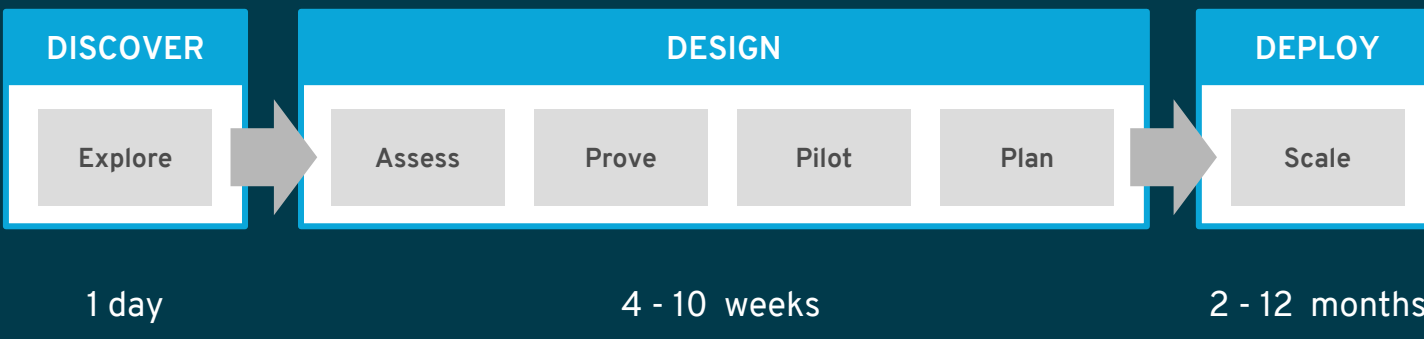 DISCOVER
DESIGN
DEPLOY
Explore
Assess
Prove
Pilot
Plan
Scale
1 day
4 - 10 weeks
2 - 12 months